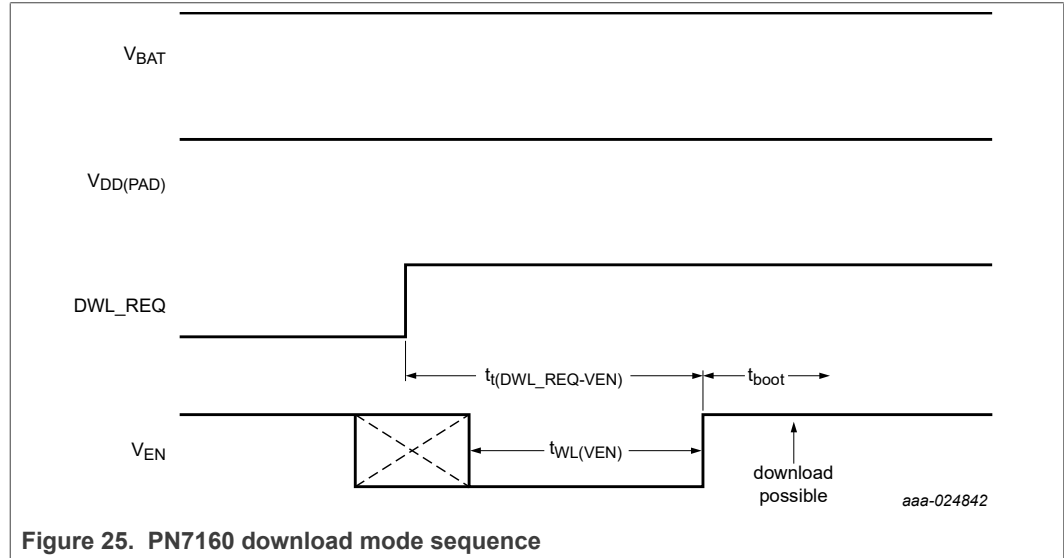 VBAT
VDD(PAD)
DWL_REQ
tt(DWL_REQ-VEN)
tboot
VEN
tWL(VEN)
download
possible
aaa-024842
Figure 25. PN7160 download mode sequence